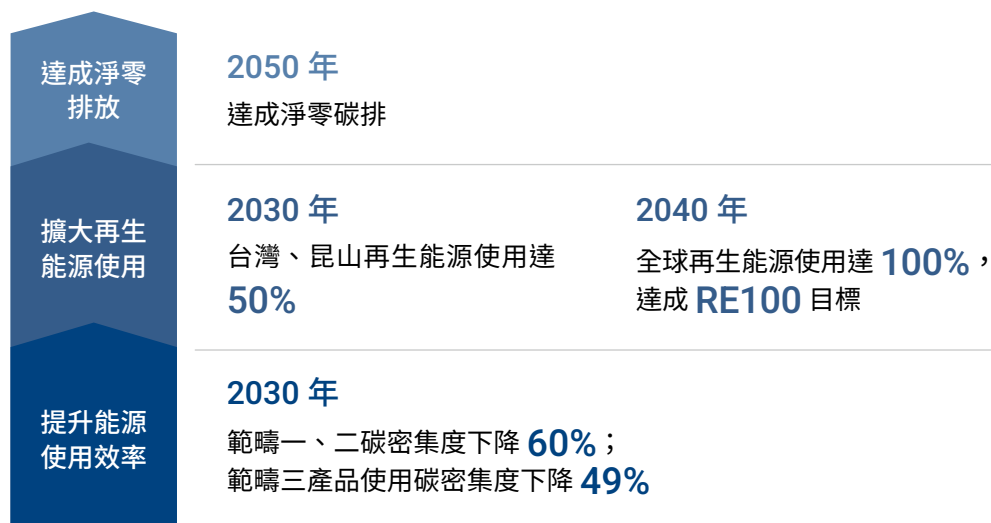 達成淨零
排放
2050 年
達成淨零碳排
擴大再生
能源使用
2030 年
台灣、昆山再生能源使用達
50%
2040 年
全球再生能源使用達 100%，
達成 RE100 目標
提升能源
使用效率
2030 年
範疇一、二碳密集度下降 60%；
範疇三產品使用碳密集度下降 49%